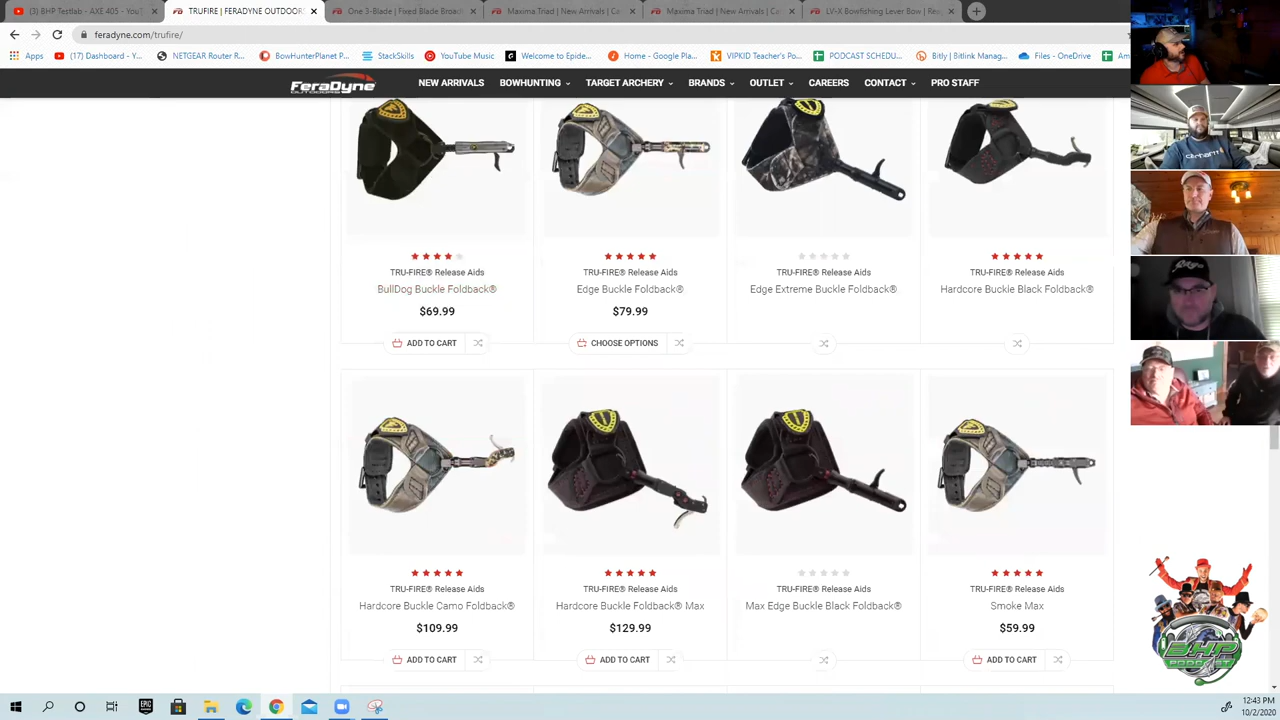 (3) BHP Testlab - AXE 405 - You
TRUFIRE | FERADYNE OUTDOOR
One 3-Blade | Fixed Blade Broad
Maxima Triad | New Arrivals | Ca
Maxima Triad | New Arrivals | Ca
LV-X Bowfishing Lever Bow | Re
feradyne.com/trufire/
Apps
(17) Dashboard - Y...
NETGEAR Router R...
BowHunterPlanet P...
StackSkills
YouTube Music
Welcome to Epide...
Home - Google Pla...
VIPKID Teacher's Po...
PODCAST SCHEDU...
Bitly | Bitlink Manag...
Files - OneDrive
FeraDyne
OUTDOORS
NEW ARRIVALS
BOWHUNTING
TARGET ARCHERY
BRANDS
OUTLET
CAREERS
CONTACT
PRO STAFF
carhartt
TRU-FIRE® Release Aids
BullDog Buckle Foldback®
$69.99
ADD TO CART
TRU-FIRE® Release Aids
Edge Buckle Foldback®
$79.99
CHOOSE OPTIONS
TRU-FIRE® Release Aids
Edge Extreme Buckle Foldback®
TRU-FIRE® Release Aids
Hardcore Buckle Black Foldback®
TRU-FIRE® Release Aids
Hardcore Buckle Camo Foldback®
$109.99
ADD TO CART
TRU-FIRE® Release Aids
Hardcore Buckle Foldback® Max
$129.99
ADD TO CART
TRU-FIRE® Release Aids
Max Edge Buckle Black Foldback®
TRU-FIRE® Release Aids
Smoke Max
$59.99
ADD TO CART
BHP
PODCAST
EPIC
12:43 PM
10/2/2020